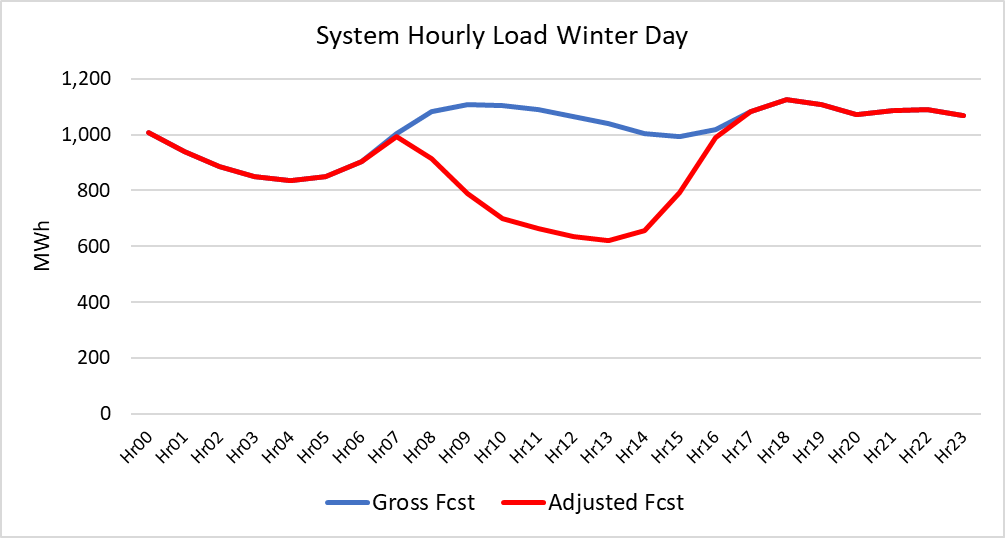 System Hourly Load Winter Day
1,200
1,000
800
600
400
200
0
MWh
Hr00 Hr01 Hr02 Hr03 Hr04 Hr05 Hr06 Hr07 Hr08 Hr09 Hr10 Hr11 Hr12 Hr13 Hr14 Hr15 Hr16 Hr17 Hr18 Hr19 Hr20 Hr21 Hr22 Hr23
Gross Fcst Adjusted Fcst